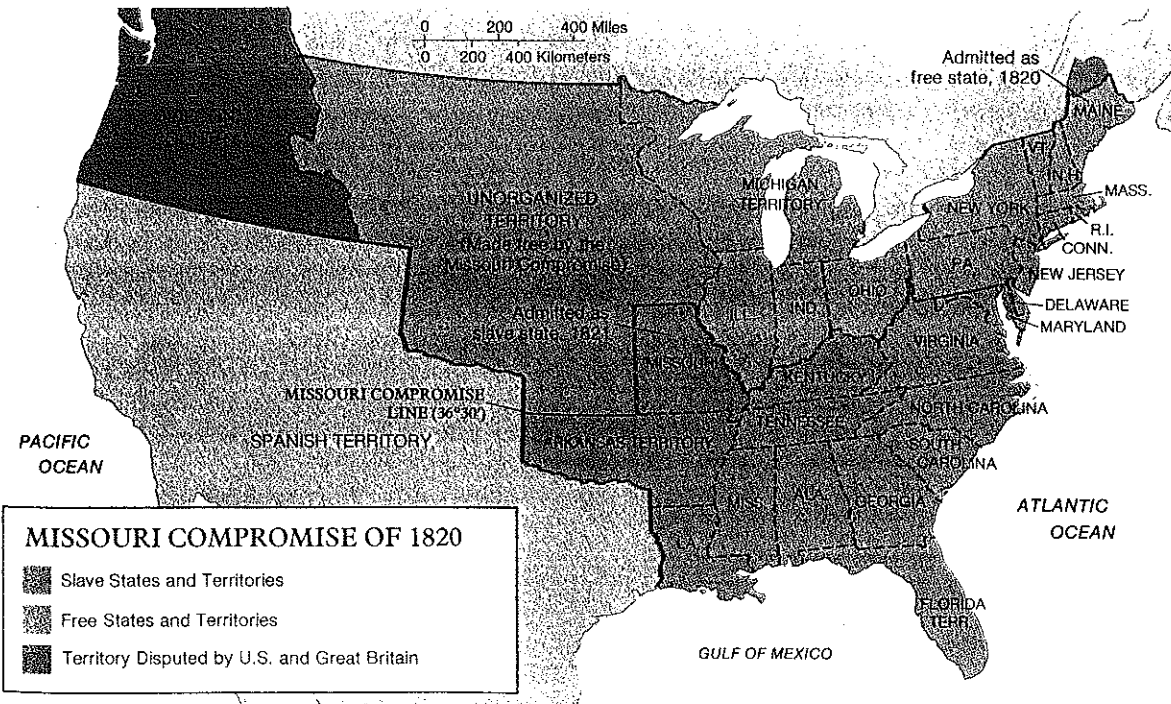 0 200 400 Miles
0 200 400 Kilometers
Admitted as
free state, 1820
MAINE
VT.
N.H.
MASS.
NEW YORK
R.I.
CONN.
MICHIGAN
TERRITORY
UNORGANIZED
TERRITORY
(Made free by the
Missouri Compromise)
PA.
NEW JERSEY
OHIO
IND.
ILL.
DELAWARE
MARYLAND
Admitted as
slave state, 1821
VIRGINIA
MISSOURI
KENTUCKY
MISSOURI COMPROMISE
LINE (36°30')
NORTH CAROLINA
TENNESSEE
SPANISH TERRITORY
ARKANSAS TERRITORY
SOUTH
CAROLINA
PACIFIC
OCEAN
MISS.
ALA.
GEORGIA
ATLANTIC
OCEAN
MISSOURI COMPROMISE OF 1820
Slave States and Territories
Free States and Territories
Territory Disputed by U.S. and Great Britain
FLORIDA
TERR.
GULF OF MEXICO